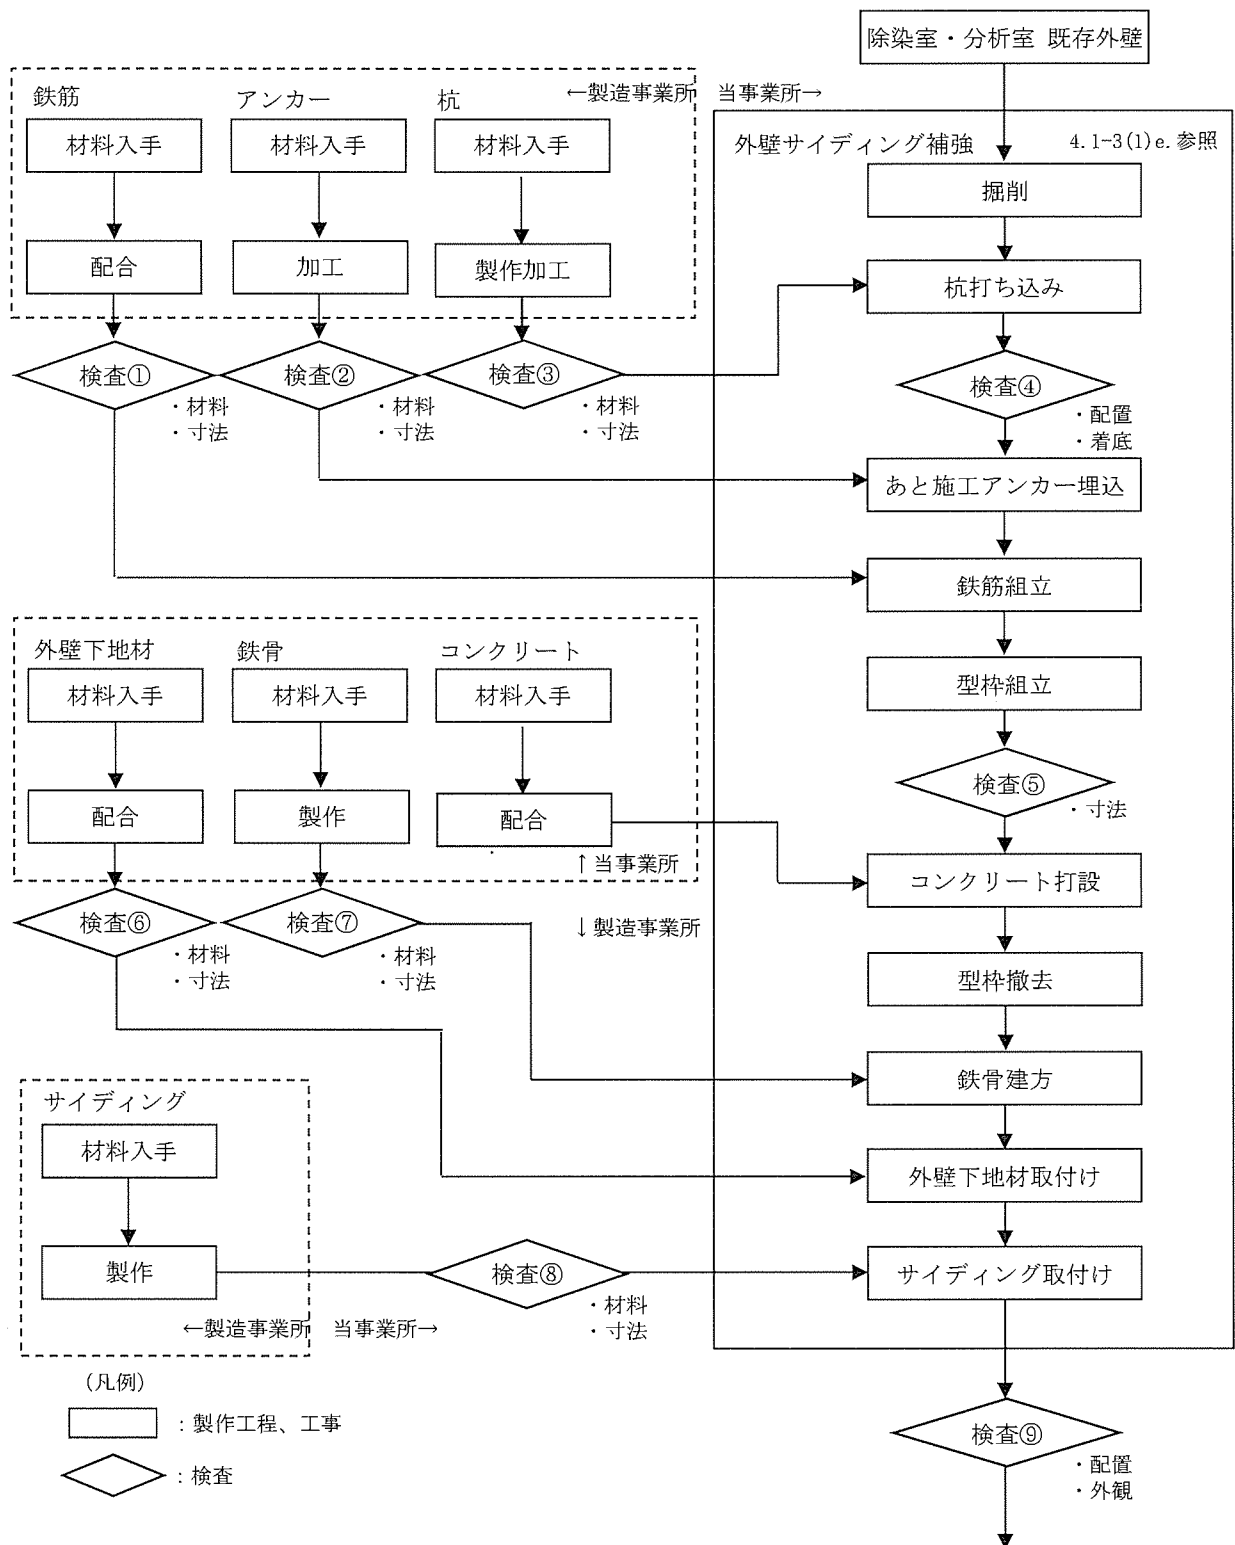 除染室・分析室 既存外壁
鉄筋
アンカー
杭
←製造事業所 当事業所→
材料入手
材料入手
材料入手
外壁サイディング補強
4.1-3(1)e.参照
掘削
配合
加工
製作加工
杭打ち込み
検査①
・材料
・寸法
検査②
・材料
・寸法
検査③
・材料
・寸法
検査④
・配置
・着底
あと施工アンカー埋込
鉄筋組立
外壁下地材
鉄骨
コンクリート
材料入手
材料入手
材料入手
型枠組立
検査⑤
・寸法
配合
製作
配合
↑当事業所
コンクリート打設
検査⑥
・材料
・寸法
検査⑦
・材料
・寸法
↓製造事業所
型枠撤去
鉄骨建方
サイディング
材料入手
外壁下地材取付け
製作
検査⑧
・材料
・寸法
サイディング取付け
←製造事業所 当事業所→
(凡例)
：製作工程、工事
：検査
検査⑨
・配置
・外観